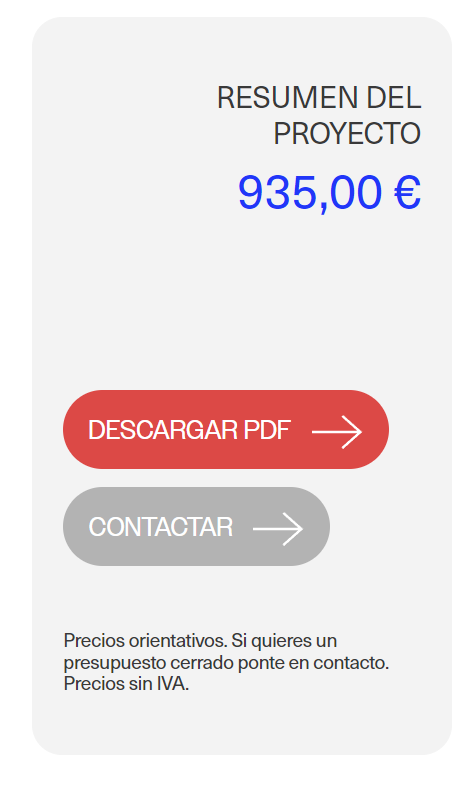 RESUMEN DEL
PROYECTO
935,00 €
DESCARGAR PDF
CONTACTAR
Precios orientativos. Si quieres un
presupuesto cerrado ponte en contacto.
Precios sin IVA.